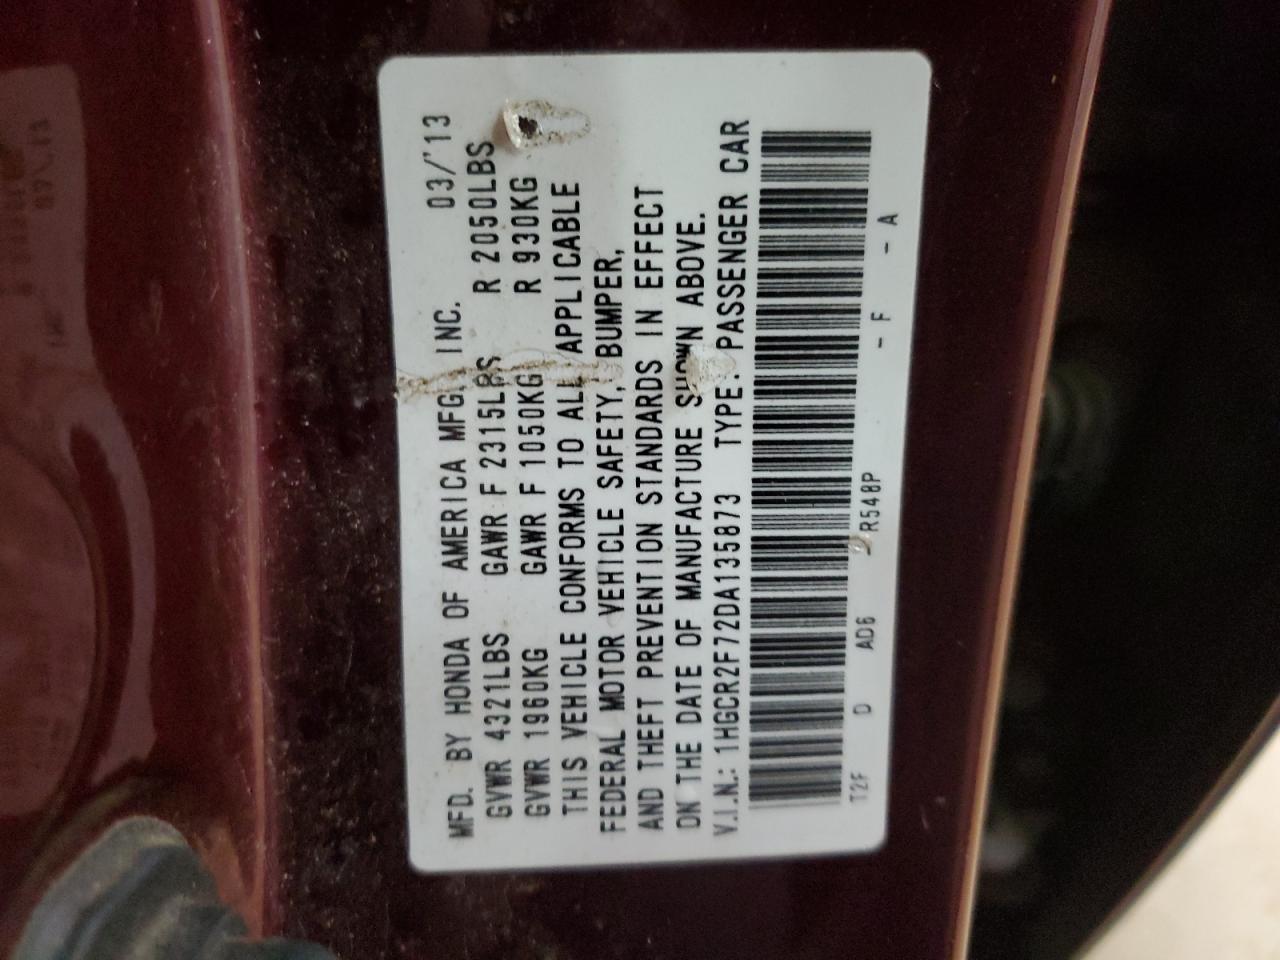 MFD. BY HONDA OF AMERICA MFG. INC. 03/'13
GVWR 4321LBS GAWR F 2315LBS R 2050LBS
GVWR 1960KG GAWR F 1050KG R 930KG
THIS VEHICLE CONFORMS TO ALL APPLICABLE
FEDERAL MOTOR VEHICLE SAFETY, BUMPER,
AND THEFT PREVENTION STANDARDS IN EFFECT
ON THE DATE OF MANUFACTURE SHOWN ABOVE.
V.I.N.: 1HGCR2F72DA135873 TYPE: PASSENGER CAR
T2F D AD6 R548P - F - A